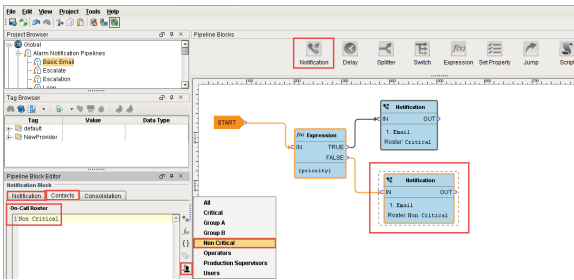 File Edit View Project Tools Help
Project Browser
Global
Alarm Notification Pipelines
Basic Email
Escalate
Escalation
Tag Browser
Tag Value Data Type
default
NewProvider
Pipeline Block Editor
Notification Block
Notification Contacts Consolidation
On-Call Roster
1 Non Critical
All
Critical
Group A
Group B
Non Critical
Operators
Production Supervisors
Users
Pipeline Blocks
Notification Delay Splitter Switch Expression Set Property Jump Script
START
f(x) Expression
IN TRUE
FALSE
{priority}
Notification
IN OUT
1. Email
Roster: Critical
Notification
IN OUT
1. Email
Roster: Non Critical